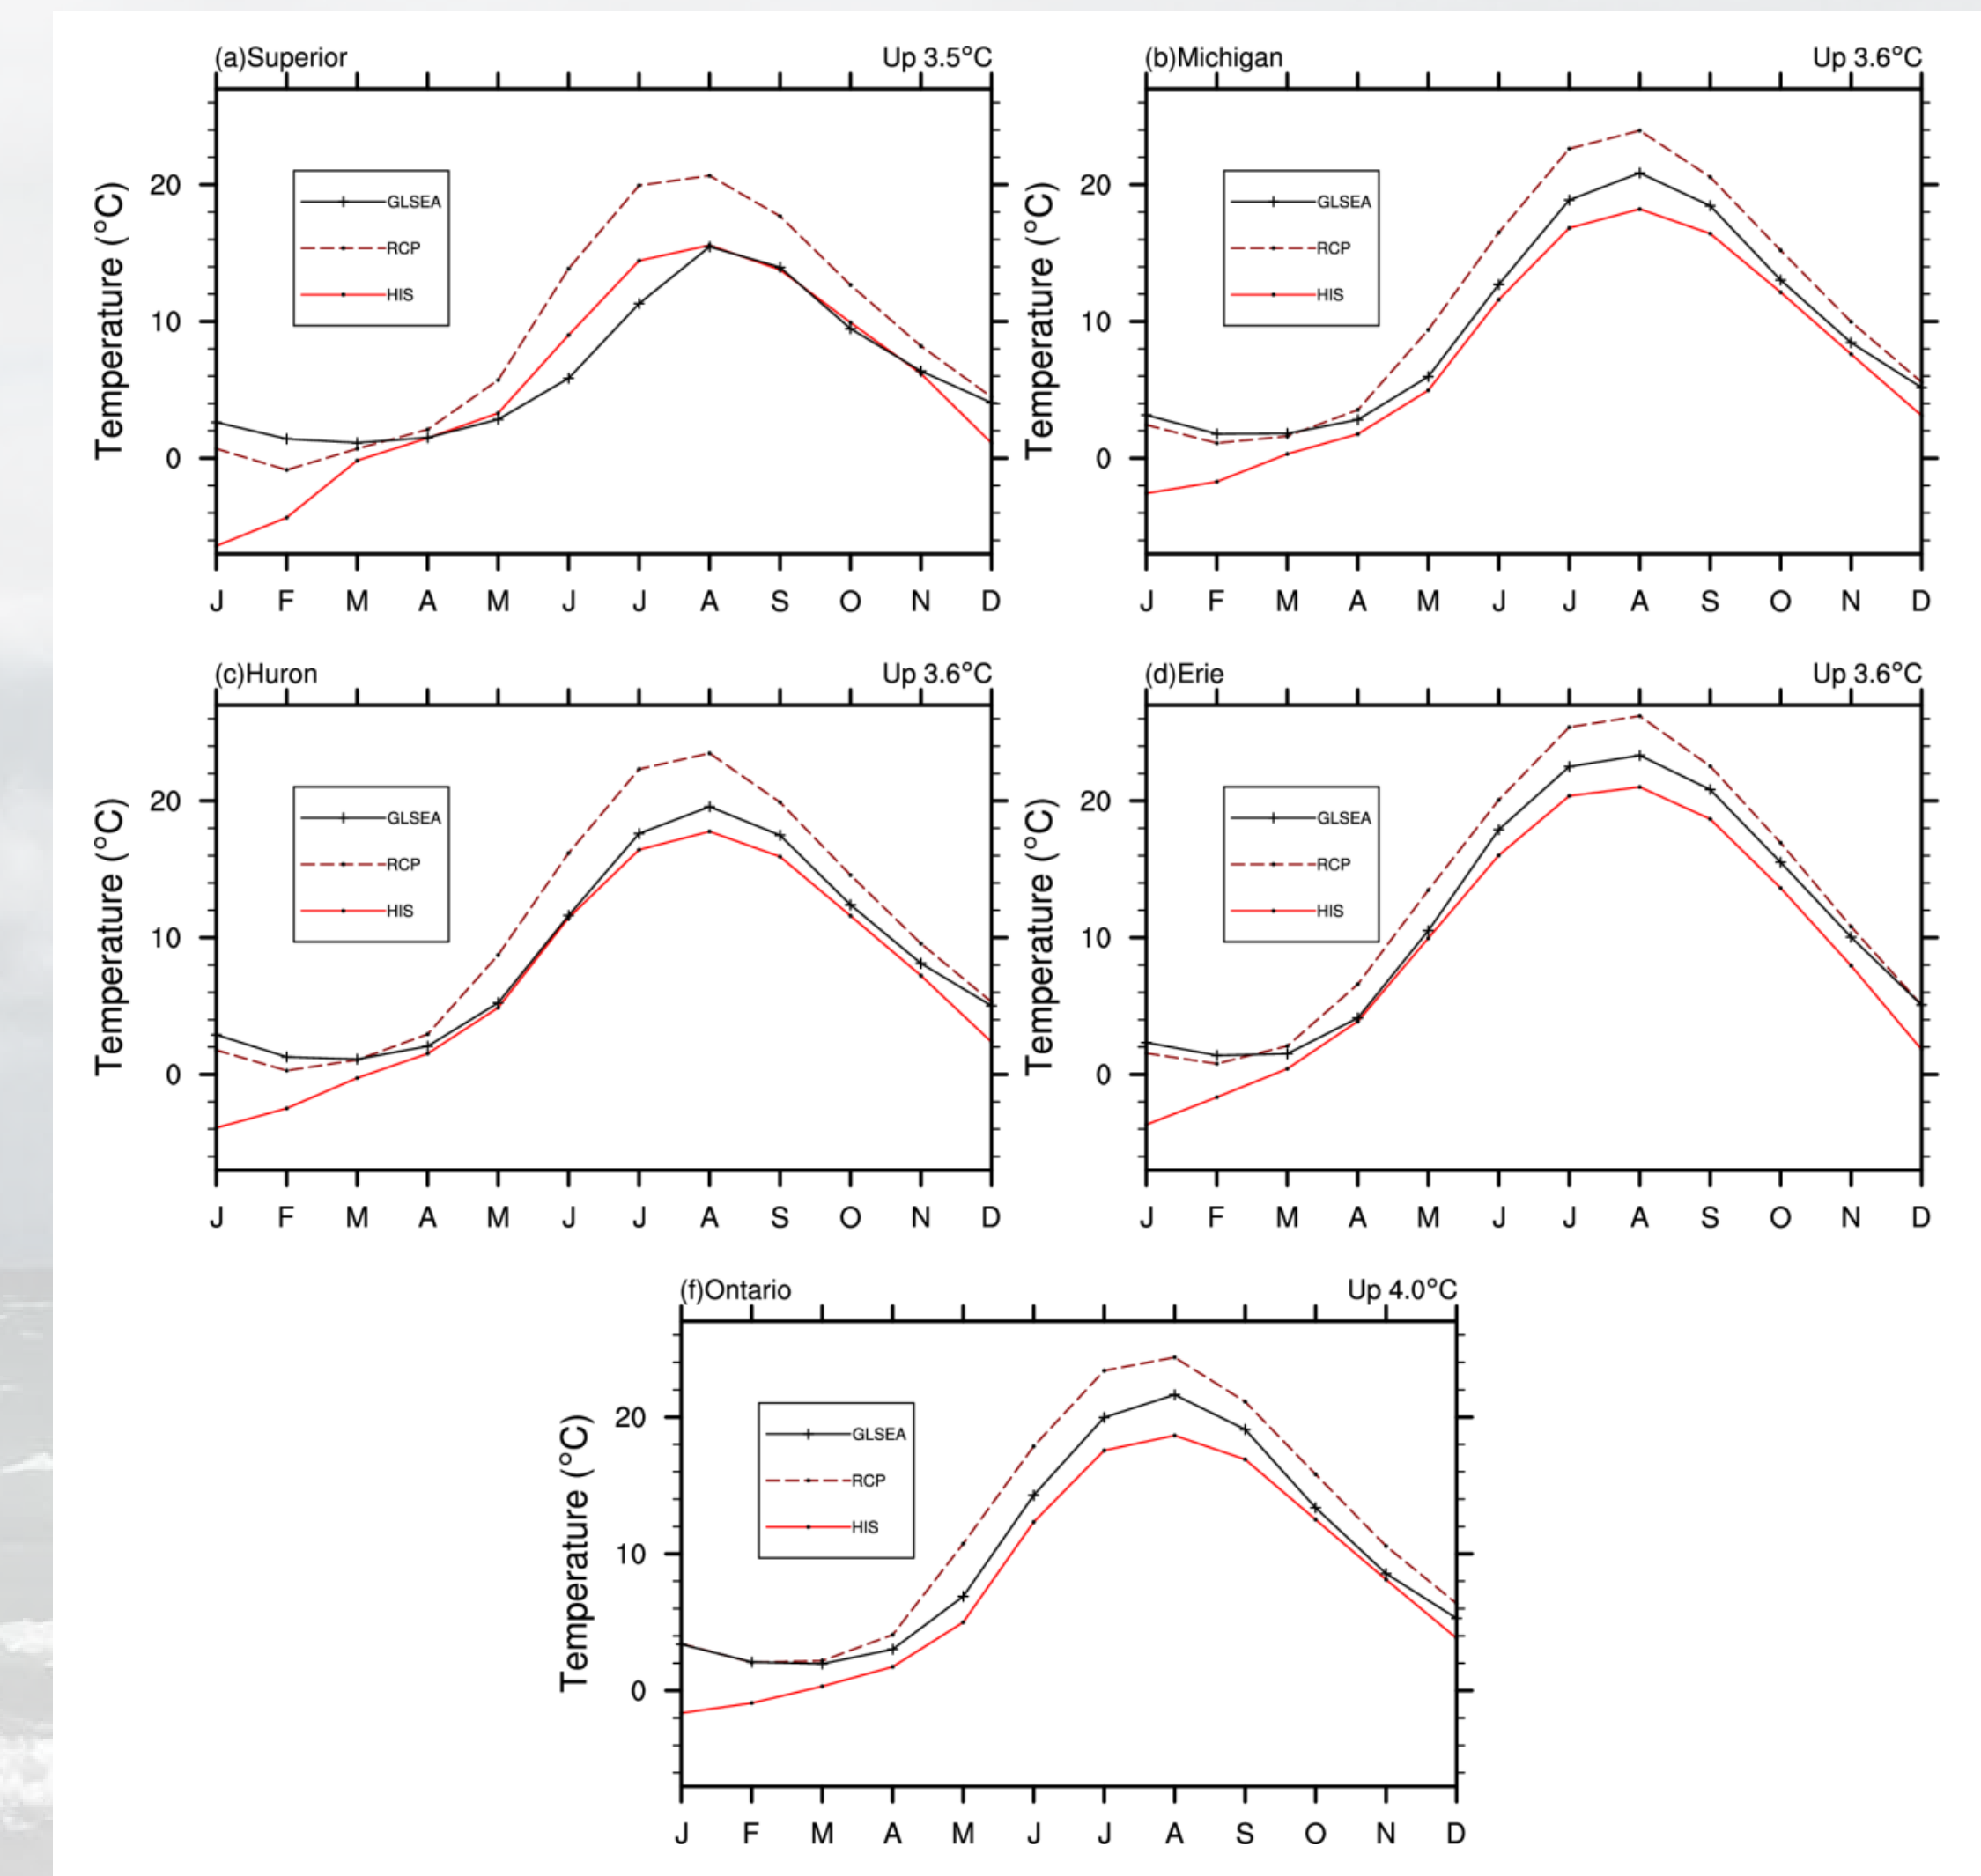 (a)Superior Up 3.5°C
Temperature (°C)
20
10
0
GLSEA
RCP
HIS
J F M A M J J A S O N D
(b)Michigan Up 3.6°C
Temperature (°C)
20
10
0
GLSEA
RCP
HIS
J F M A M J J A S O N D
(c)Huron Up 3.6°C
Temperature (°C)
20
10
0
GLSEA
RCP
HIS
J F M A M J J A S O N D
(d)Erie Up 3.6°C
Temperature (°C)
20
10
0
GLSEA
RCP
HIS
J F M A M J J A S O N D
(f)Ontario Up 4.0°C
Temperature (°C)
20
10
0
GLSEA
RCP
HIS
J F M A M J J A S O N D